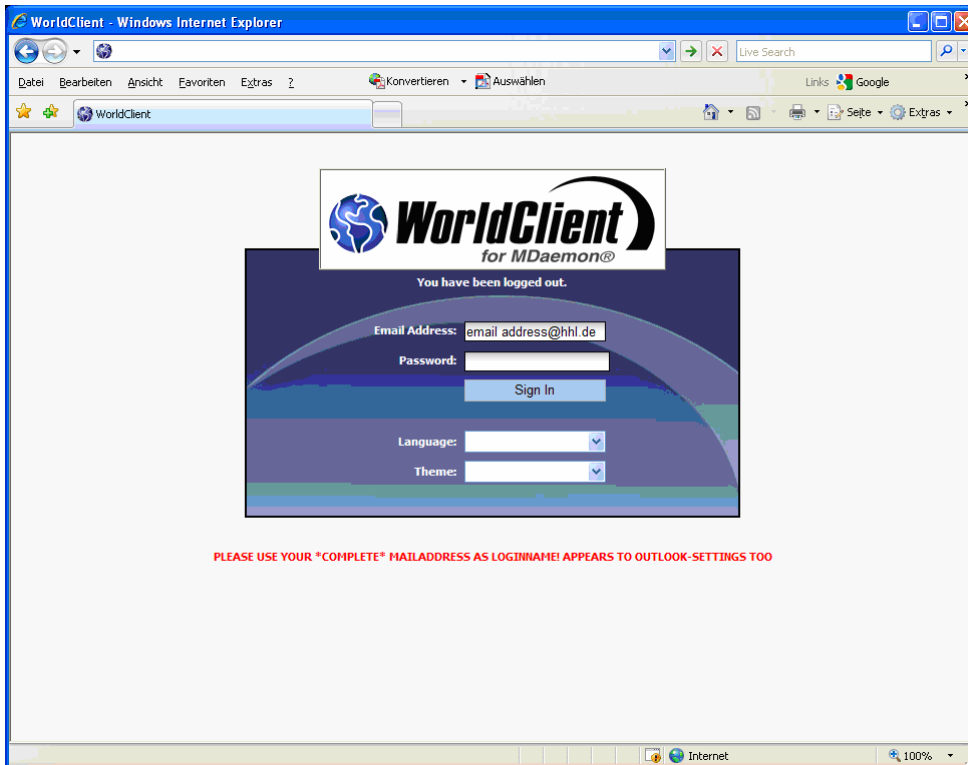 WorldClient - Windows Internet Explorer
Live Search
Datei Bearbeiten Ansicht Favoriten Extras ? Konvertieren Auswählen Links Google
WorldClient Seite Extras
WorldClient
for MDaemon®
You have been logged out.
Email Address: email address@hhl.de
Password:
Sign In
Language:
Theme:
PLEASE USE YOUR *COMPLETE* MAILADDRESS AS LOGINNAME! APPEARS TO OUTLOOK-SETTINGS TOO
Internet 100%